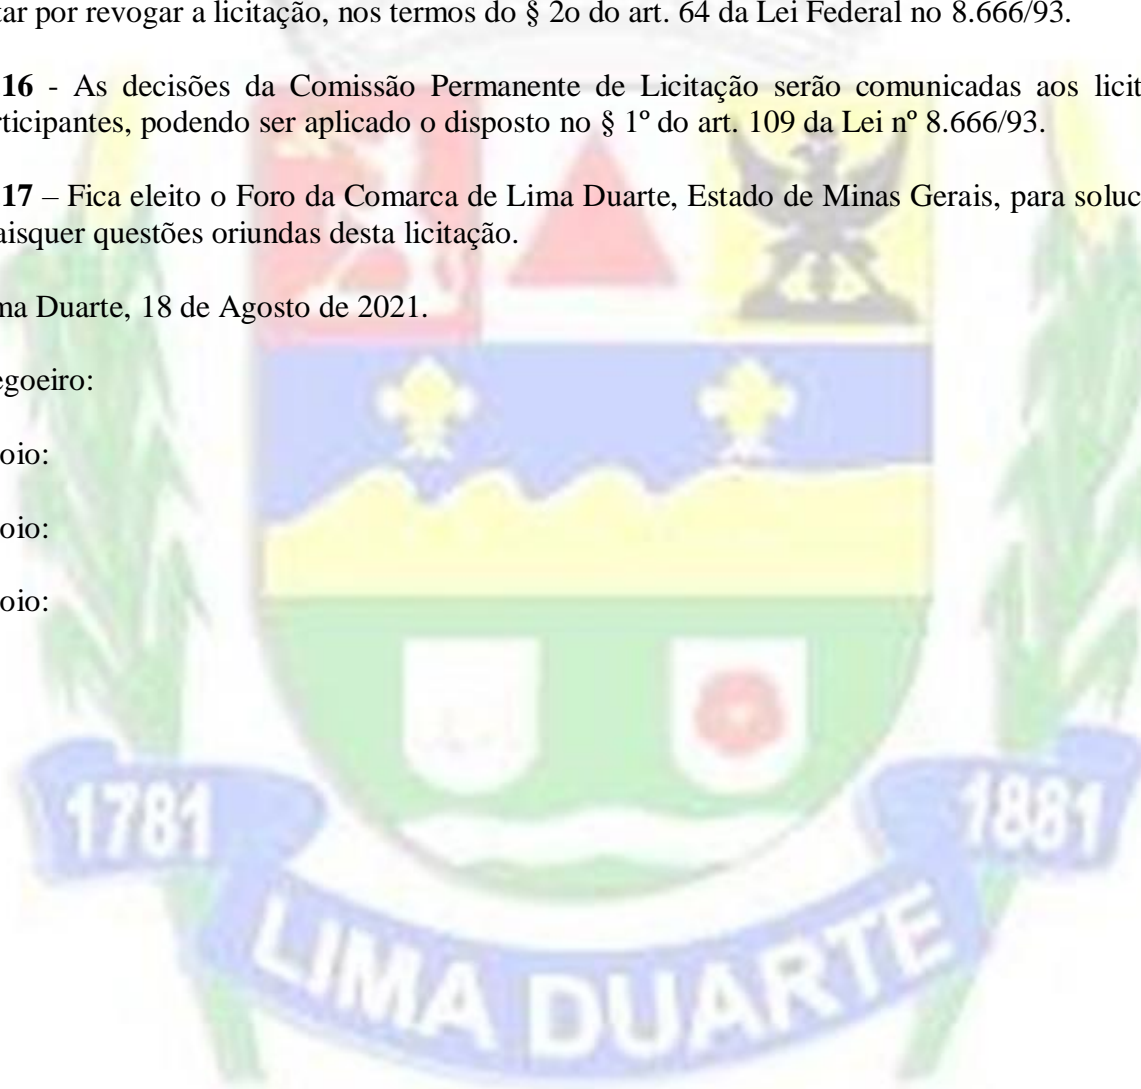 tar por revogar a licitação, nos termos do § 2o do art. 64 da Lei Federal no 8.666/93.
16 - As decisões da Comissão Permanente de Licitação serão comunicadas aos licit
rticipantes, podendo ser aplicado o disposto no § 1º do art. 109 da Lei nº 8.666/93.
17 – Fica eleito o Foro da Comarca de Lima Duarte, Estado de Minas Gerais, para soluc
aisquer questões oriundas desta licitação.
ma Duarte, 18 de Agosto de 2021.
egoeiro:
oio:
oio:
oio:
1781
1881
LIMA DUARTE